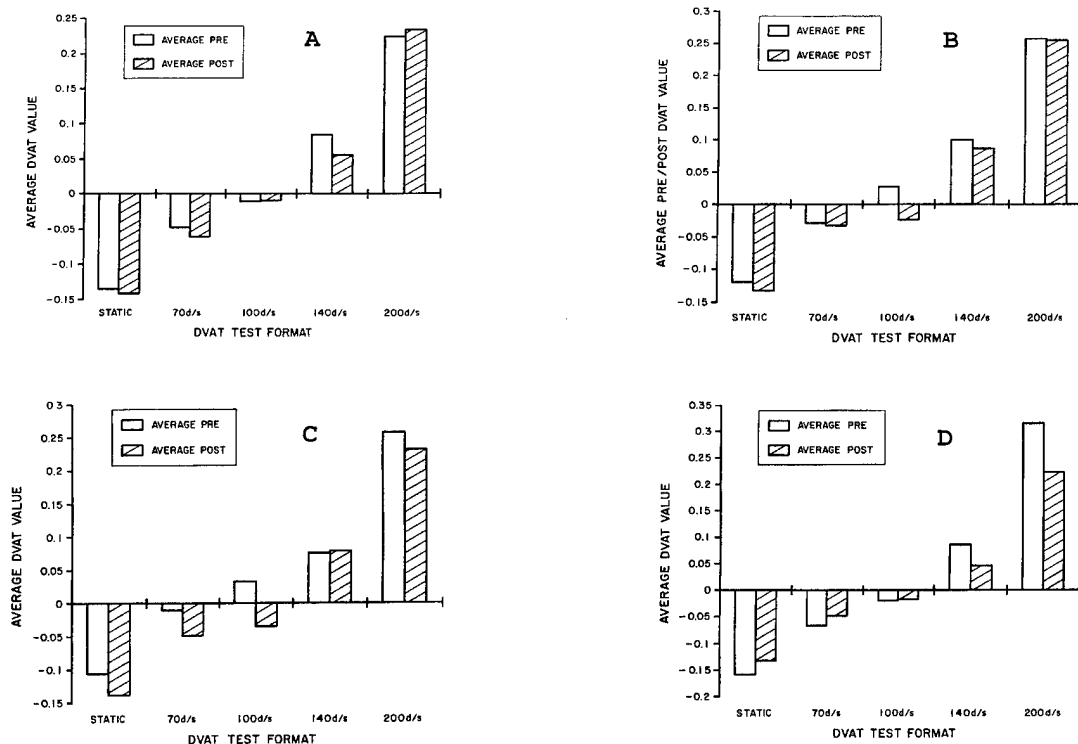 A
AVERAGE PRE
AVERAGE POST
0.25
0.2
0.15
0.1
0.05
0
-0.05
-0.1
-0.15
AVERAGE DVAT VALUE
STATIC 70d/s 100d/s 140d/s 200d/s
DVAT TEST FORMAT
B
AVERAGE PRE
AVERAGE POST
0.3
0.25
0.2
0.15
0.1
0.05
0
-0.05
-0.1
-0.15
AVERAGE PRE/POST DVAT VALUE
STATIC 70d/s 100d/s 140d/s 200d/s
DVAT TEST FORMAT
C
AVERAGE PRE
AVERAGE POST
0.3
0.25
0.2
0.15
0.1
0.05
0
-0.05
-0.1
-0.15
AVERAGE DVAT VALUE
STATIC 70d/s 100d/s 140d/s 200d/s
DVAT TEST FORMAT
D
AVERAGE PRE
AVERAGE POST
0.35
0.3
0.25
0.2
0.15
0.1
0.05
0
-0.05
-0.1
-0.15
-0.2
AVERAGE DVAT VALUE
STATIC 70d/s 100d/s 140d/s 200d/s
DVAT TEST FORMAT